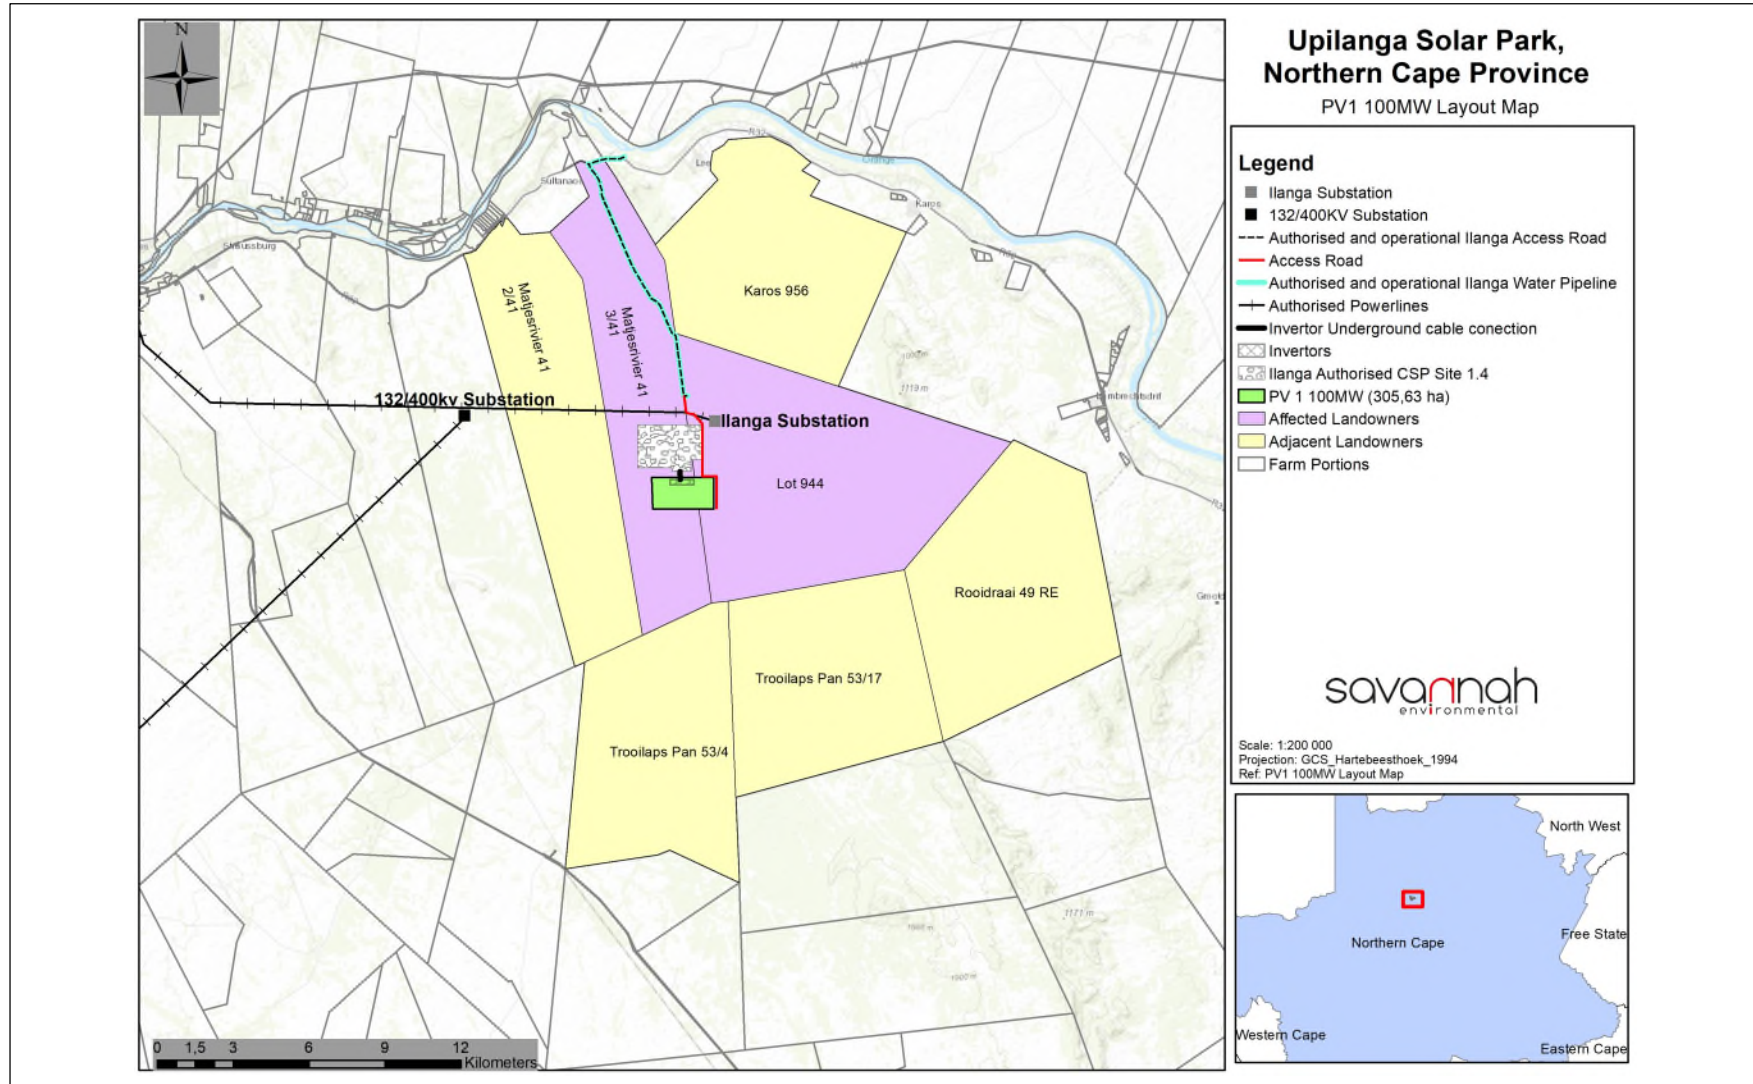 Upilanga Solar Park,
Northern Cape Province
PV1 100MW Layout Map
Legend
Ilanga Substation
132/400KV Substation
Authorised and operational Ilanga Access Road
Access Road
Authorised and operational Ilanga Water Pipeline
Authorised Powerlines
Invertor Underground cable conection
Invertors
Ilanga Authorised CSP Site 1.4
PV 1 100MW (305,63 ha)
Affected Landowners
Adjacent Landowners
Farm Portions
savannah
environmental
Scale: 1:200 000
Projection: GCS_Hartebeesthoek_1994
Ref: PV1 100MW Layout Map
North West
Northern Cape
Free State
Western Cape
Eastern Cape
N
R32
Orange
Karos
Straussburg
Karos 956
Matjesrivier 41
2/41
Matjesrivier 41
3/41
1119 m
132/400kv Substation
Ilanga Substation
Lot 944
Rooidraai 49 RE
Trooilaps Pan 53/17
Trooilaps Pan 53/4
1171 m
0 1,5 3 6 9 12
Kilometers